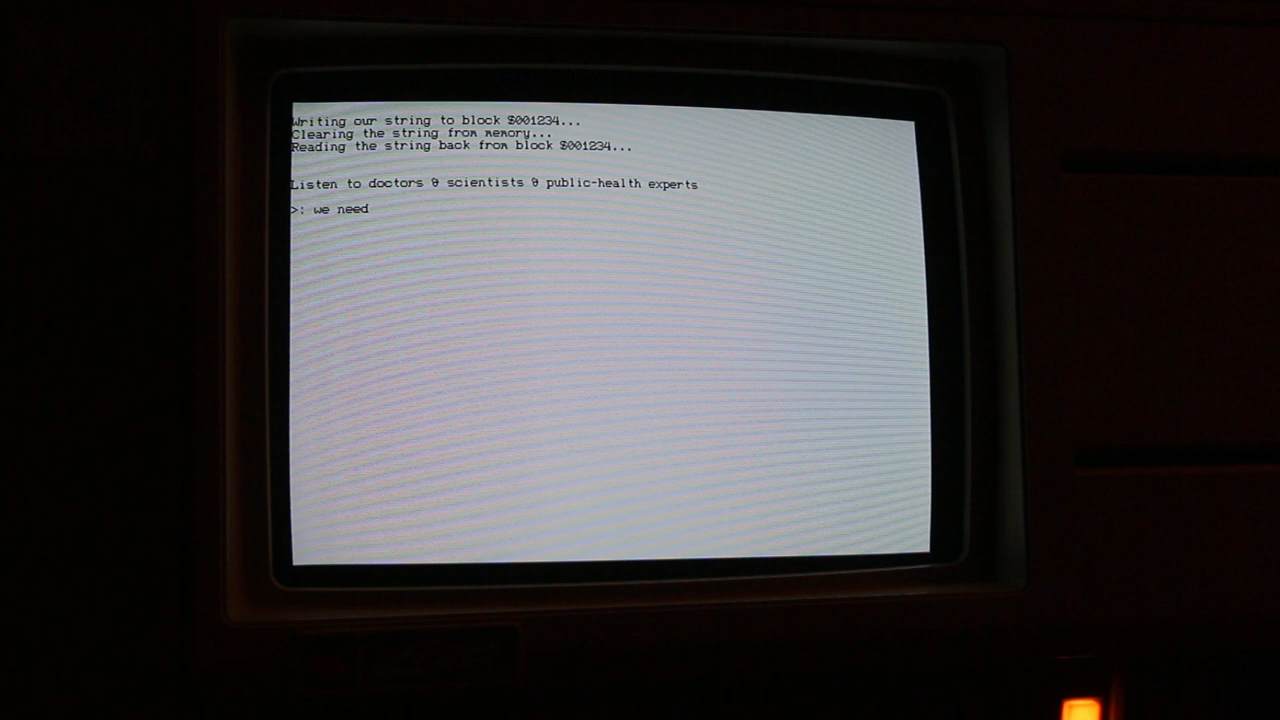 Writing our string to block $001234...
Clearing the string from memory...
Reading the string back from block $001234...
Listen to doctors & scientists & public-health experts
>: we need